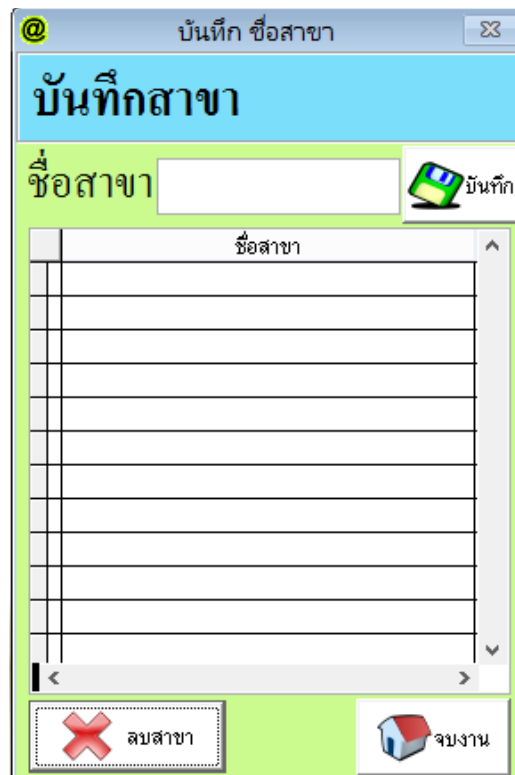 @ บันทึก ชื่อสาขา
บันทึกสาขา
ชื่อสาขา บันทึก
ชื่อสาขา
ลบสาขา จบงาน